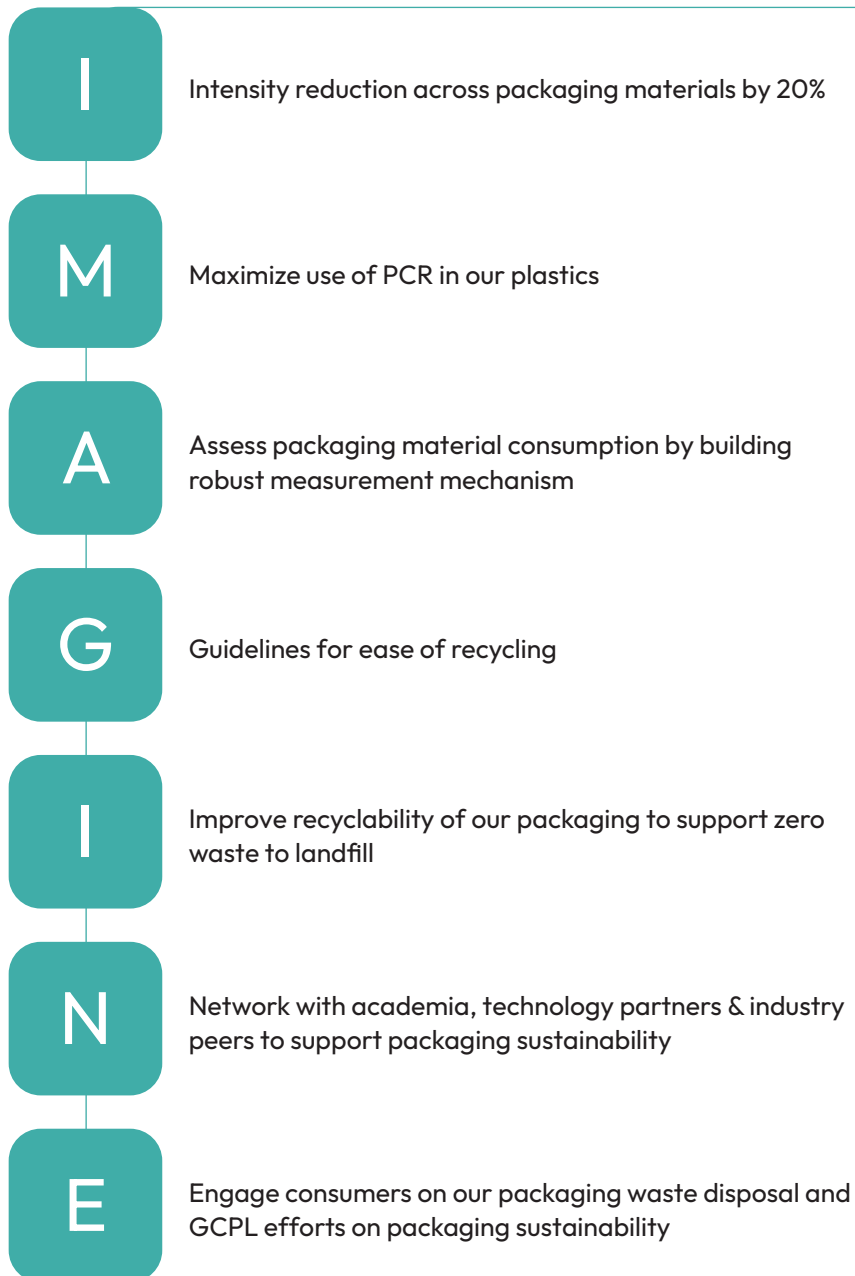 I
Intensity reduction across packaging materials by 20%
M
Maximize use of PCR in our plastics
A
Assess packaging material consumption by building
robust measurement mechanism
G
Guidelines for ease of recycling
I
Improve recyclability of our packaging to support zero
waste to landfill
N
Network with academia, technology partners & industry
peers to support packaging sustainability
E
Engage consumers on our packaging waste disposal and
GCPL efforts on packaging sustainability